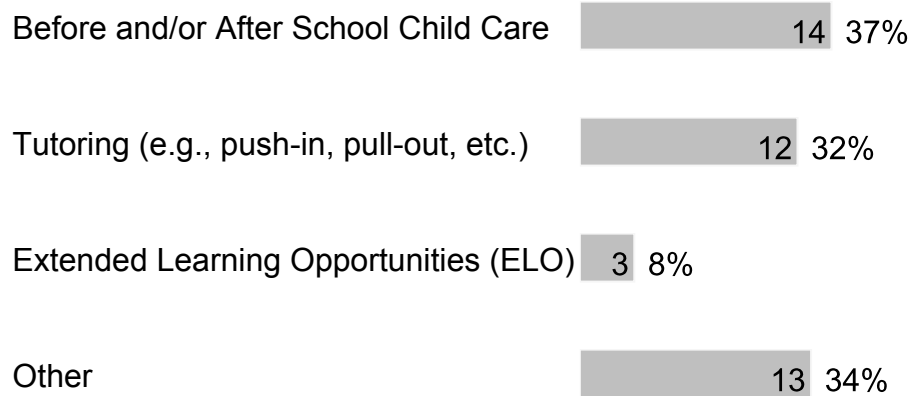 Before and/or After School Child Care 14 37%
Tutoring (e.g., push-in, pull-out, etc.) 12 32%
Extended Learning Opportunities (ELO) 3 8%
Other 13 34%